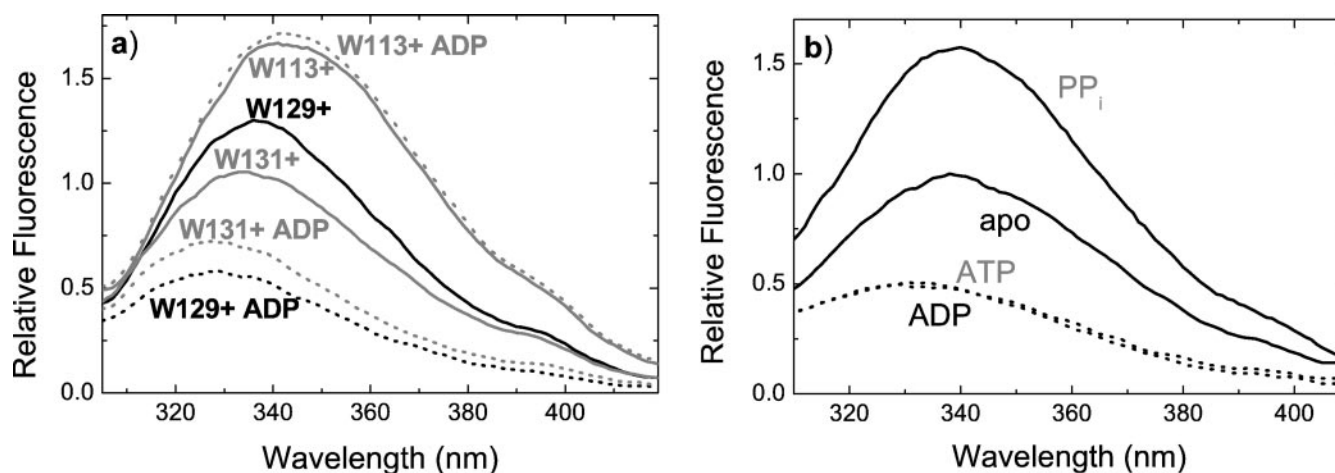 a)
W113+ ADP
W113+
W129+
W131+
W131+ ADP
W129+ ADP
1.5
1.0
0.5
0.0
Relative Fluorescence
320 340 360 380 400
Wavelength (nm)
b)
PPi
apo
ATP
ADP
1.5
1.0
0.5
0.0
Relative Fluorescence
320 340 360 380 400
Wavelength (nm)